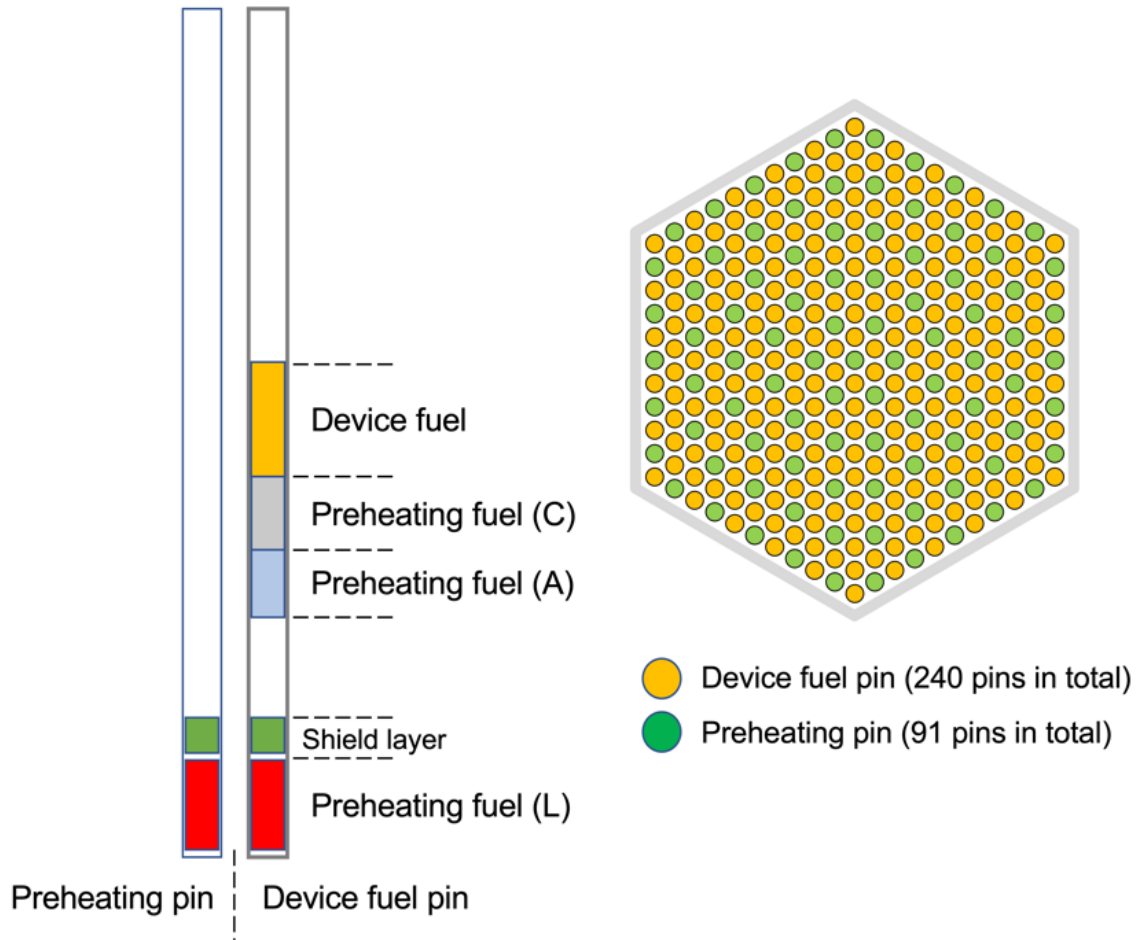 Device fuel
Preheating fuel (C)
Preheating fuel (A)
Shield layer
Preheating fuel (L)
Preheating pin
Device fuel pin
Device fuel pin (240 pins in total)
Preheating pin (91 pins in total)